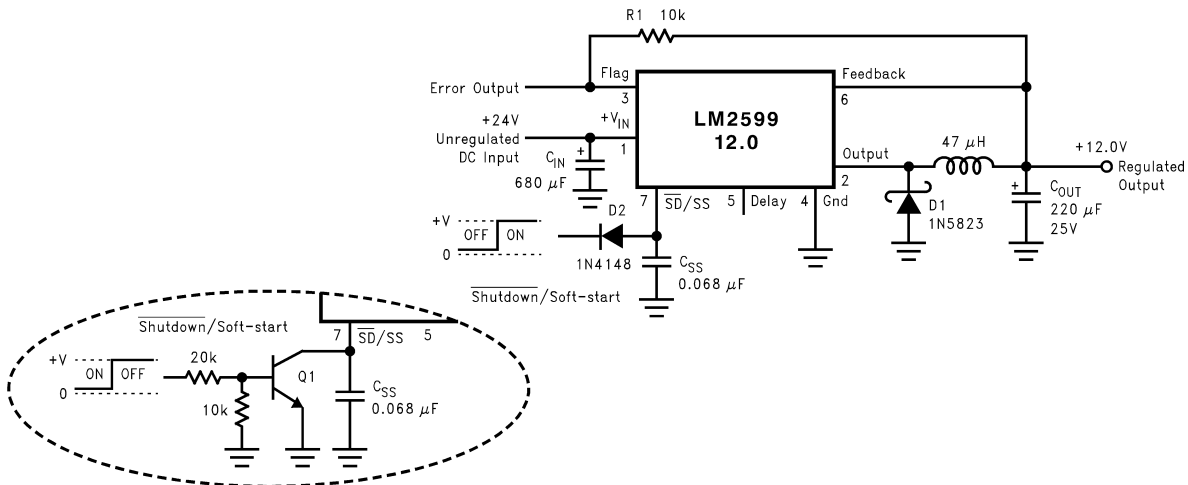 R1 10k
Flag
Feedback
Error Output
3
6
LM2599
12.0
+24V
+VIN
Unregulated
DC Input
1
47 μH
+12.0V
CIN
+
680 μF
Output
2
Regulated
Output
7
SD/SS
5
Delay
4
Gnd
D1
1N5823
+
COUT
220 μF
25V
D2
+V
OFF
ON
0
1N4148
CSS
0.068 μF
Shutdown/Soft-start
Shutdown/Soft-start
7
SD/SS
5
+V
ON
OFF
0
20k
Q1
10k
CSS
0.068 μF